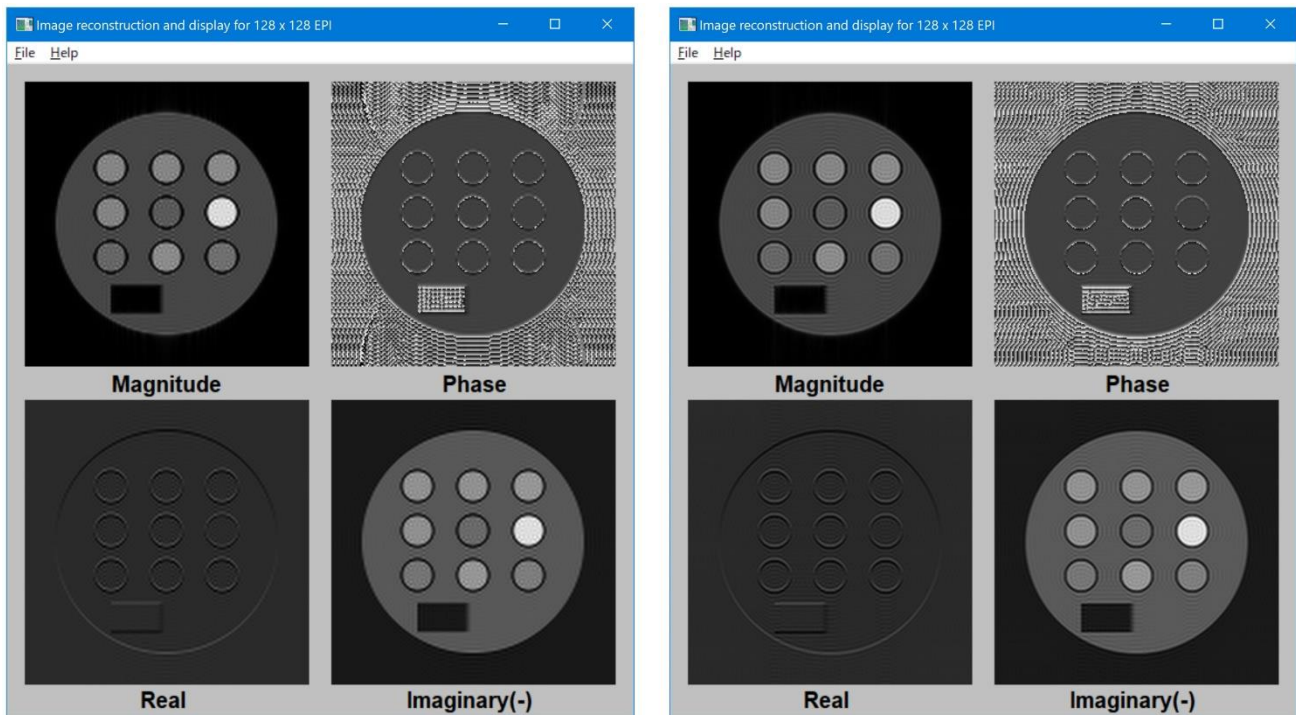 Image reconstruction and display for 128 x 128 EPI
File Help
Magnitude Phase
Real Imaginary(-)
Image reconstruction and display for 128 x 128 EPI
File Help
Magnitude Phase
Real Imaginary(-)